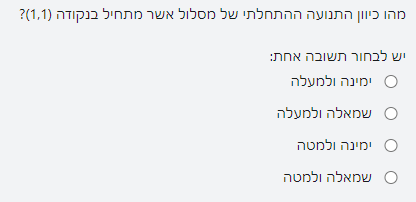 מהו כיוון התנועה ההתחלתי של מסלול אשר מתחיל בנקודה (1,1)?
יש לבחור תשובה אחת:
ימינה ולמעלה
שמאלה ולמעלה
ימינה ולמטה
שמאלה ולמטה